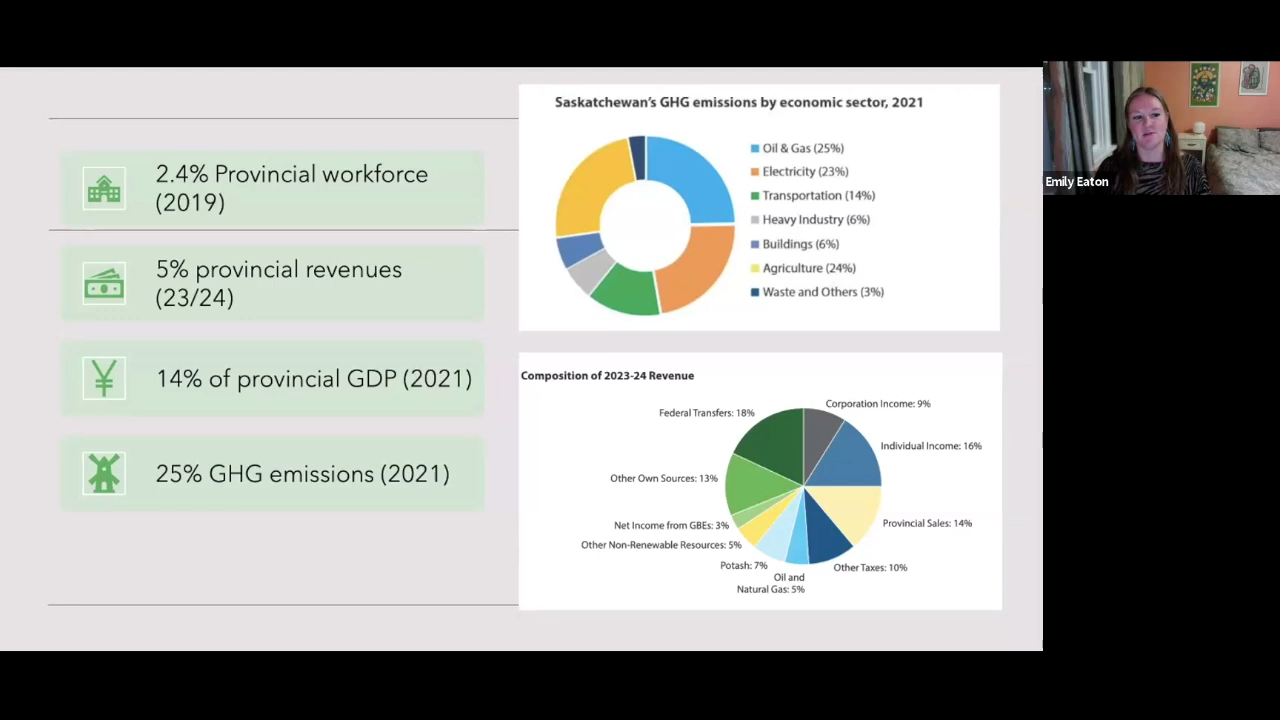 2.4% Provincial workforce
(2019)
5% provincial revenues
(23/24)
14% of provincial GDP (2021)
25% GHG emissions (2021)
Saskatchewan's GHG emissions by economic sector, 2021
Oil & Gas (25%)
Electricity (23%)
Transportation (14%)
Heavy Industry (6%)
Buildings (6%)
Agriculture (24%)
Waste and Others (3%)
Composition of 2023-24 Revenue
Corporation Income: 9%
Individual Income: 16%
Provincial Sales: 14%
Other Taxes: 10%
Oil and
Natural Gas: 5%
Potash: 7%
Other Non-Renewable Resources: 5%
Net Income from GBEs: 3%
Other Own Sources: 13%
Federal Transfers: 18%
Emily Eaton